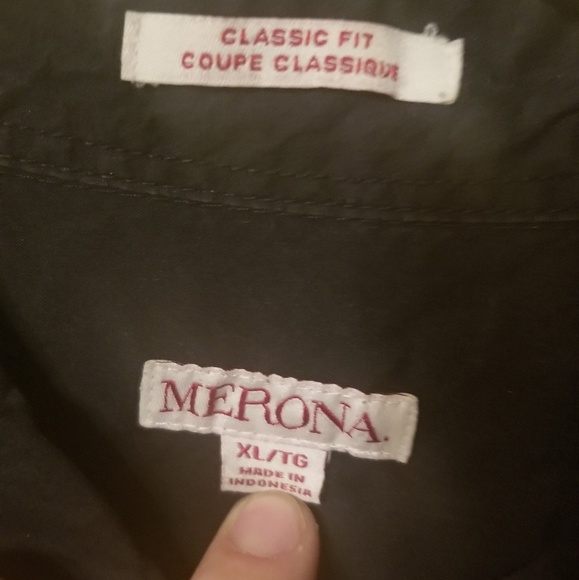 CLASSIC FIT
COUPE CLASSIQUE
MERONA.
XL/TG
MADE IN
INDONESIA